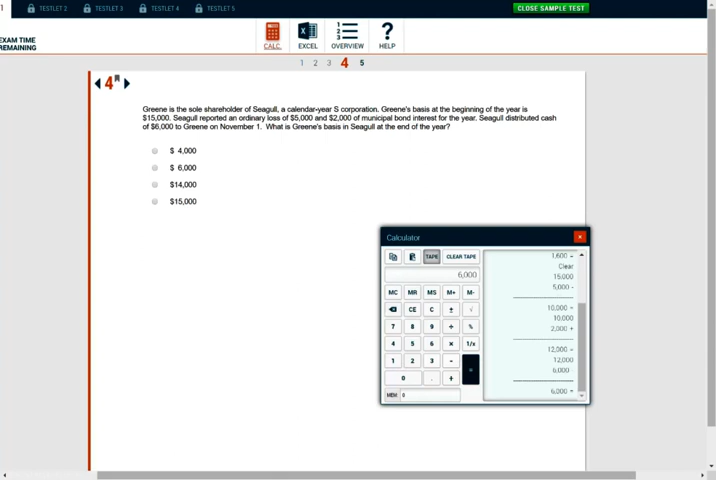 1 TESTLET 2 TESTLET 3 TESTLET 4 TESTLET 5 CLOSE SAMPLE TEST
EXAM TIME
REMAINING
CALC. EXCEL OVERVIEW HELP
1 2 3 4 5
4
Greene is the sole shareholder of Seagull, a calendar-year S corporation. Greene's basis at the beginning of the year is
$15,000. Seagull reported an ordinary loss of $5,000 and $2,000 of municipal bond interest for the year. Seagull distributed cash
of $6,000 to Greene on November 1. What is Greene's basis in Seagull at the end of the year?
$ 4,000
$ 6,000
$14,000
$15,000
Calculator ×
TAPE CLEAR TAPE
6,000
MC MR MS M+ M-
CE C ± √
7 8 9 ÷ %
4 5 6 × 1/x
1 2 3 - =
0 . +
MEM 0
1,600 =
Clear
15,000
5,000 -
10,000 =
10,000
2,000 +
12,000 =
12,000
6,000
6,000 =